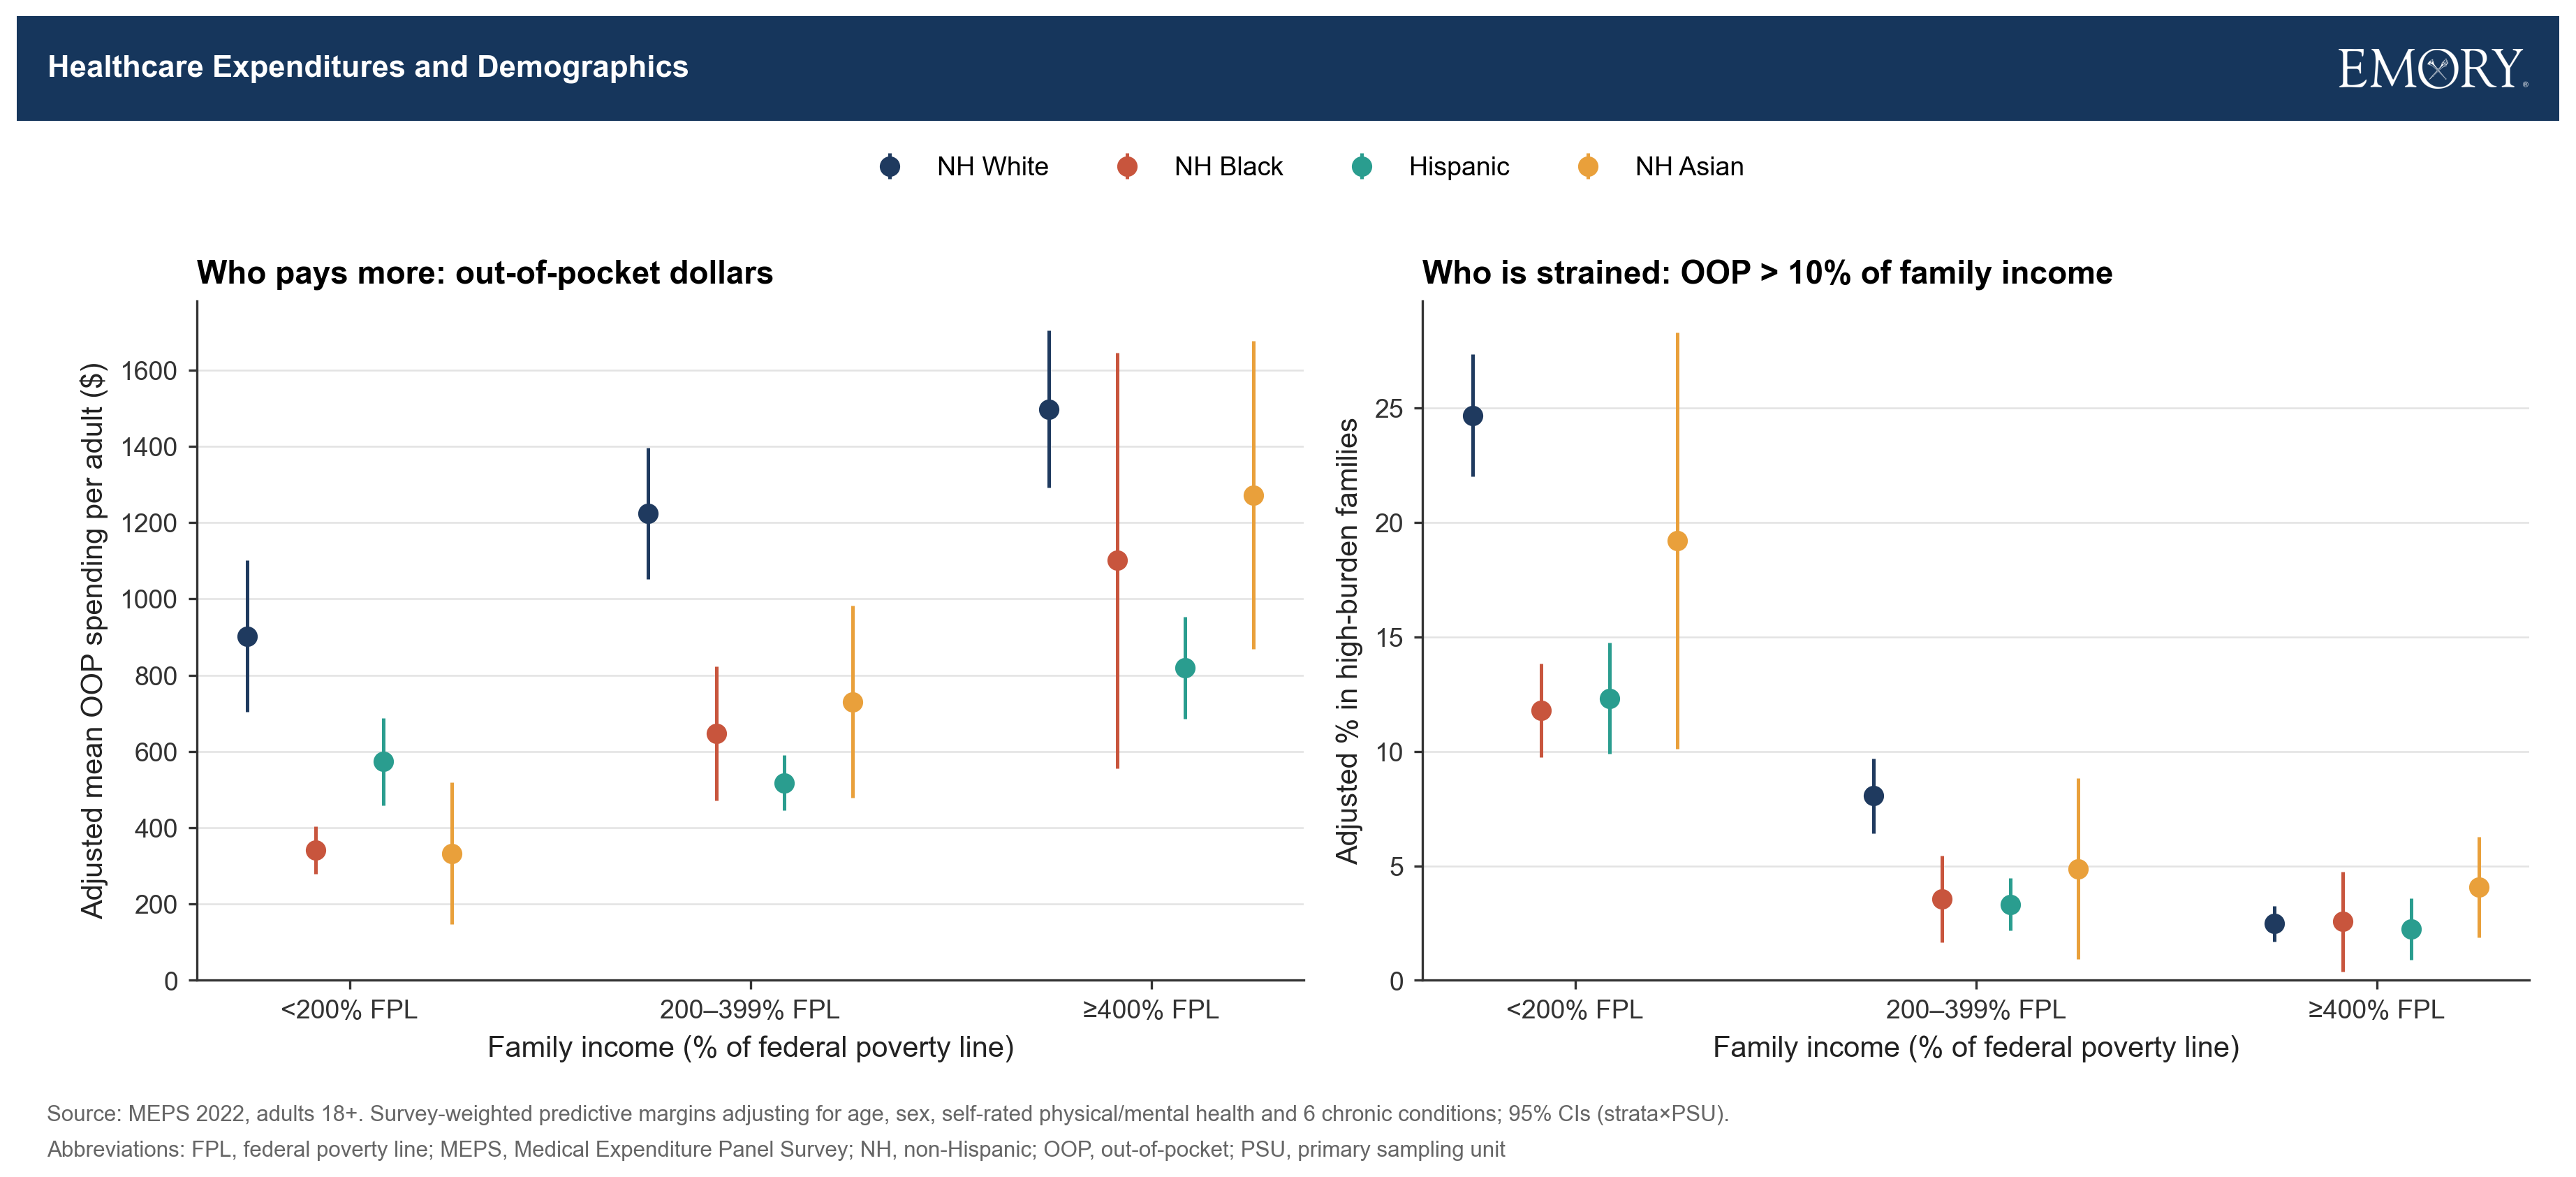 Healthcare Expenditures and Demographics
EMORY®
NH White
NH Black
Hispanic
NH Asian
Who pays more: out-of-pocket dollars
Adjusted mean OOP spending per adult ($)
1600
1400
1200
1000
800
600
400
200
0
<200% FPL
200–399% FPL
≥400% FPL
Family income (% of federal poverty line)
Who is strained: OOP > 10% of family income
Adjusted % in high-burden families
25
20
15
10
5
0
<200% FPL
200–399% FPL
≥400% FPL
Family income (% of federal poverty line)
Source: MEPS 2022, adults 18+. Survey-weighted predictive margins adjusting for age, sex, self-rated physical/mental health and 6 chronic conditions; 95% CIs (strata×PSU).
Abbreviations: FPL, federal poverty line; MEPS, Medical Expenditure Panel Survey; NH, non-Hispanic; OOP, out-of-pocket; PSU, primary sampling unit